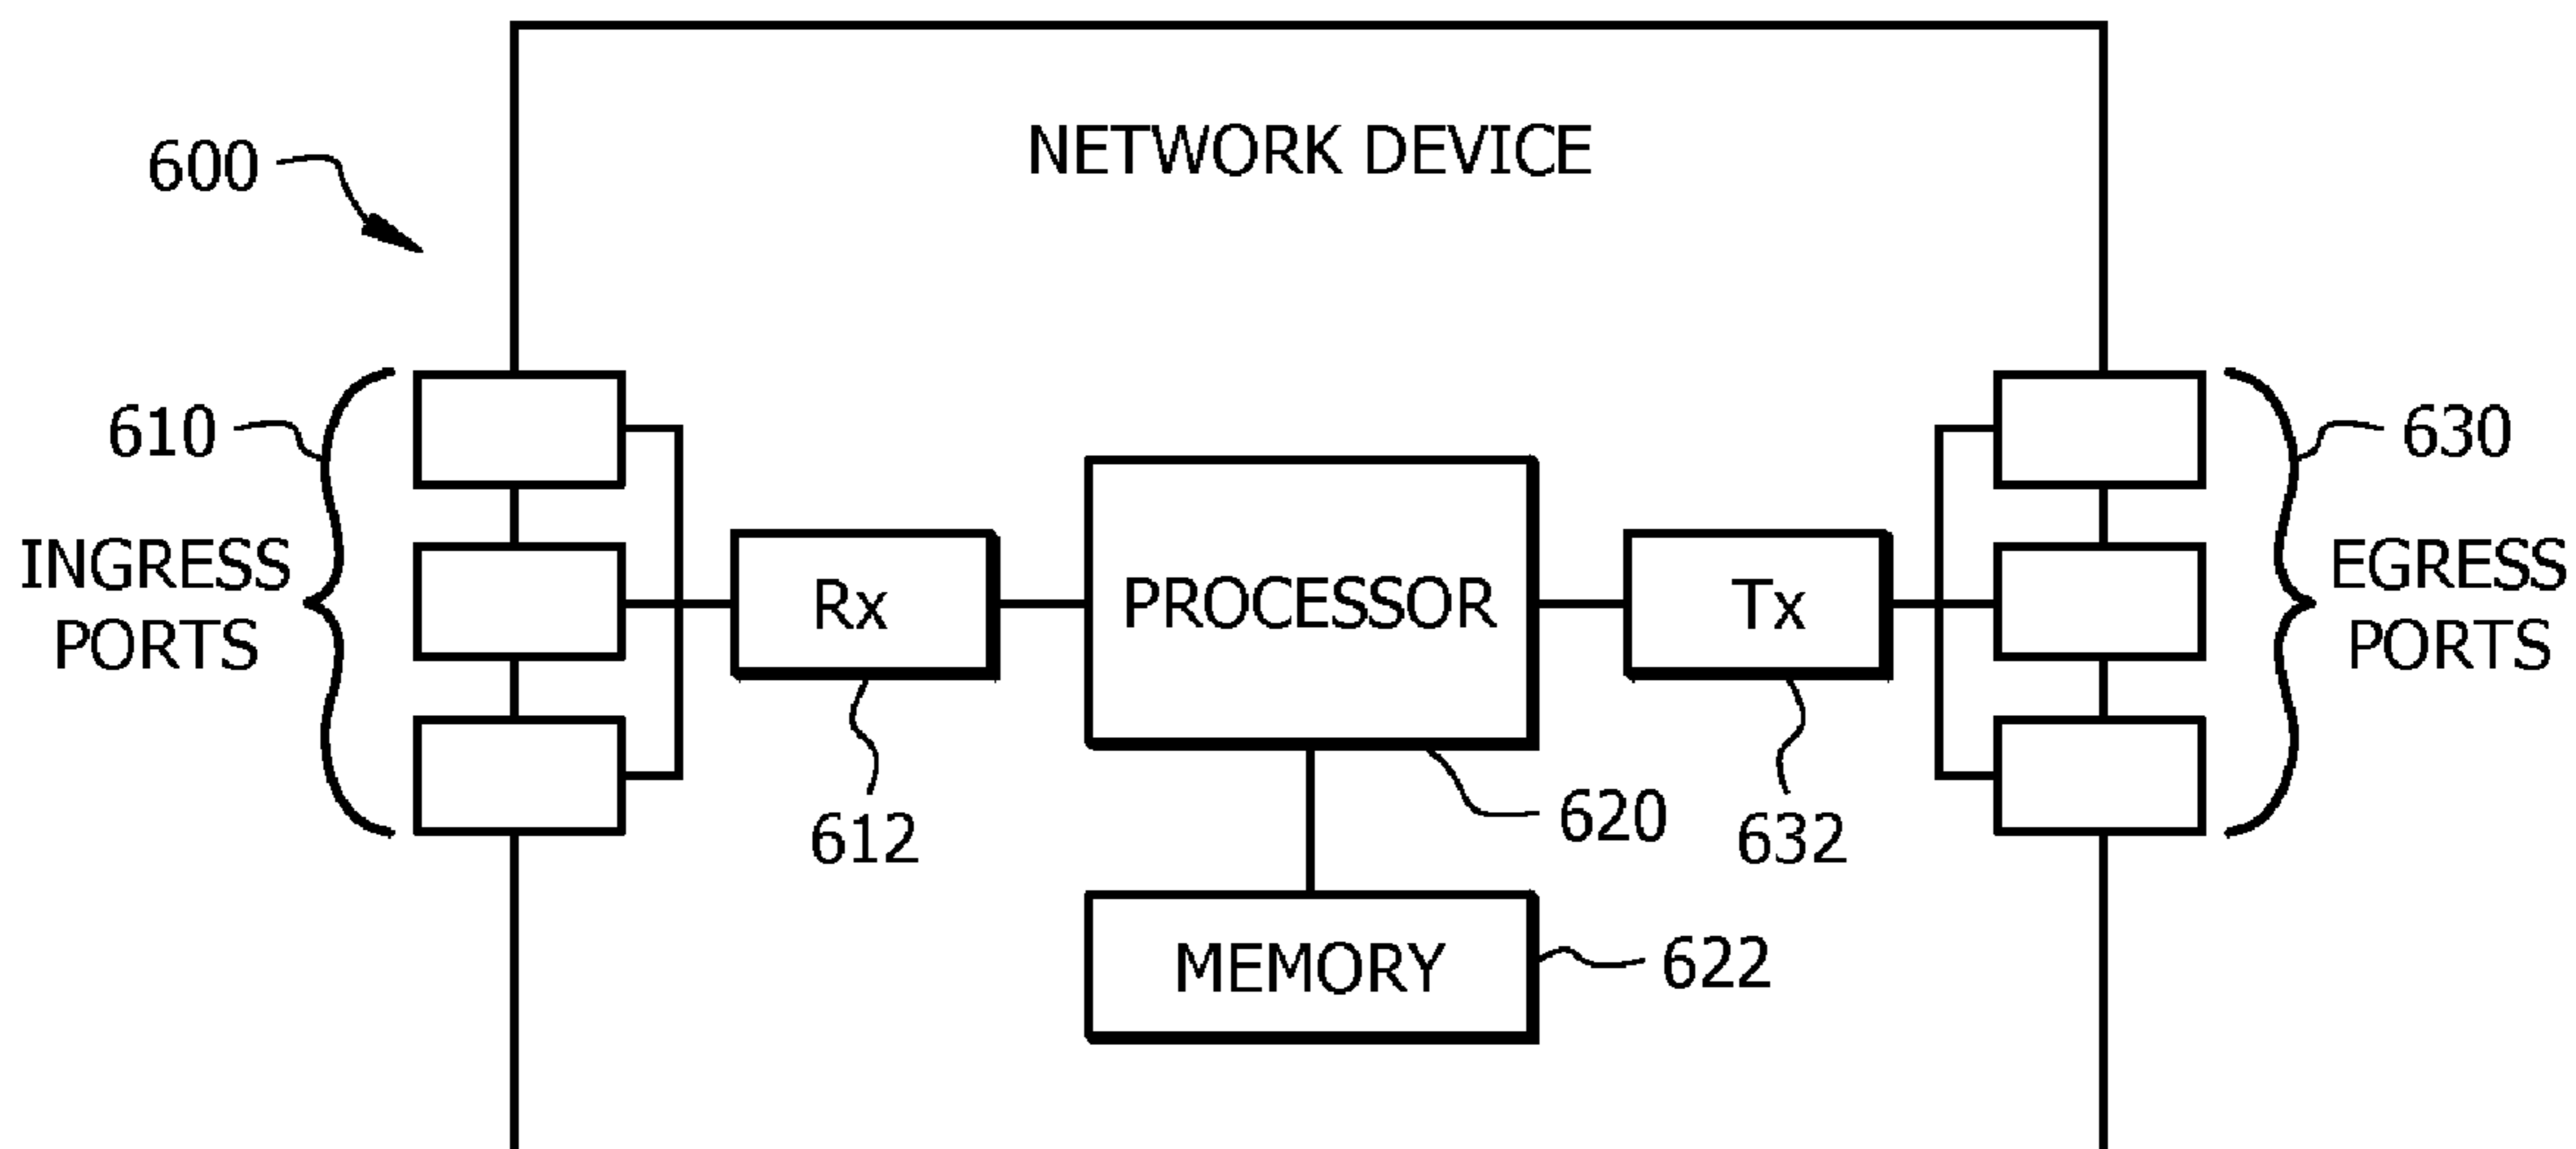 NETWORK DEVICE
600
610
INGRESS
PORTS
Rx
612
PROCESSOR
620
MEMORY
622
Tx
632
630
EGRESS
PORTS